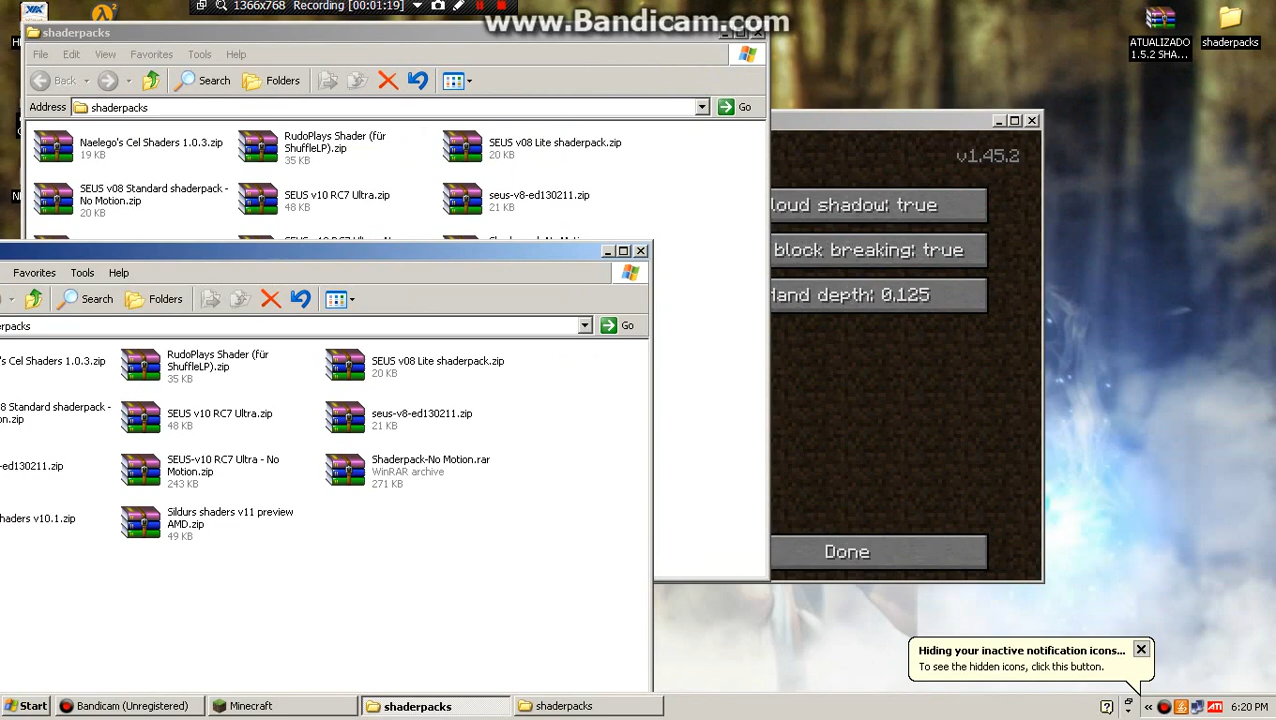 1366x768 Recording [00:01:19]
www.Bandicam.com
shaderpacks
File Edit View Favorites Tools Help
Back Search Folders
Address shaderpacks Go
Naelego's Cel Shaders 1.0.3.zip
19 KB
RudoPlays Shader (für ShuffleLP).zip
35 KB
SEUS v08 Lite shaderpack.zip
20 KB
SEUS v08 Standard shaderpack - No Motion.zip
20 KB
SEUS v10 RC7 Ultra.zip
48 KB
seus-v8-ed130211.zip
21 KB
ATUALIZADO
1.5.2 SHA...
shaderpacks
v1.45.2
loud shadow: true
block breaking: true
Hand depth: 0.125
Done
Favorites Tools Help
Search Folders
erpacks Go
's Cel Shaders 1.0.3.zip
RudoPlays Shader (für
ShuffleLP).zip
35 KB
SEUS v08 Lite shaderpack.zip
20 KB
8 Standard shaderpack -
on.zip
SEUS v10 RC7 Ultra.zip
48 KB
seus-v8-ed130211.zip
21 KB
-ed130211.zip
SEUS-v10 RC7 Ultra - No
Motion.zip
243 KB
Shaderpack-No Motion.rar
WinRAR archive
271 KB
haders v10.1.zip
Sildurs shaders v11 preview
AMD.zip
49 KB
Hiding your inactive notification icons...
To see the hidden icons, click this button.
Start Bandicam (Unregistered) Minecraft shaderpacks shaderpacks 6:20 PM